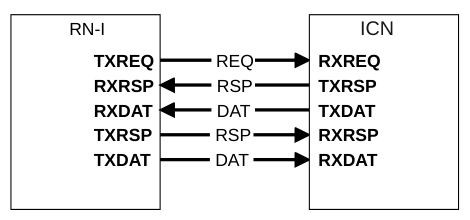 RN-I ICN
TXREQ REQ RXREQ
RXRSP RSP TXRSP
RXDAT DAT TXDAT
TXRSP RSP RXRSP
TXDAT DAT RXDAT